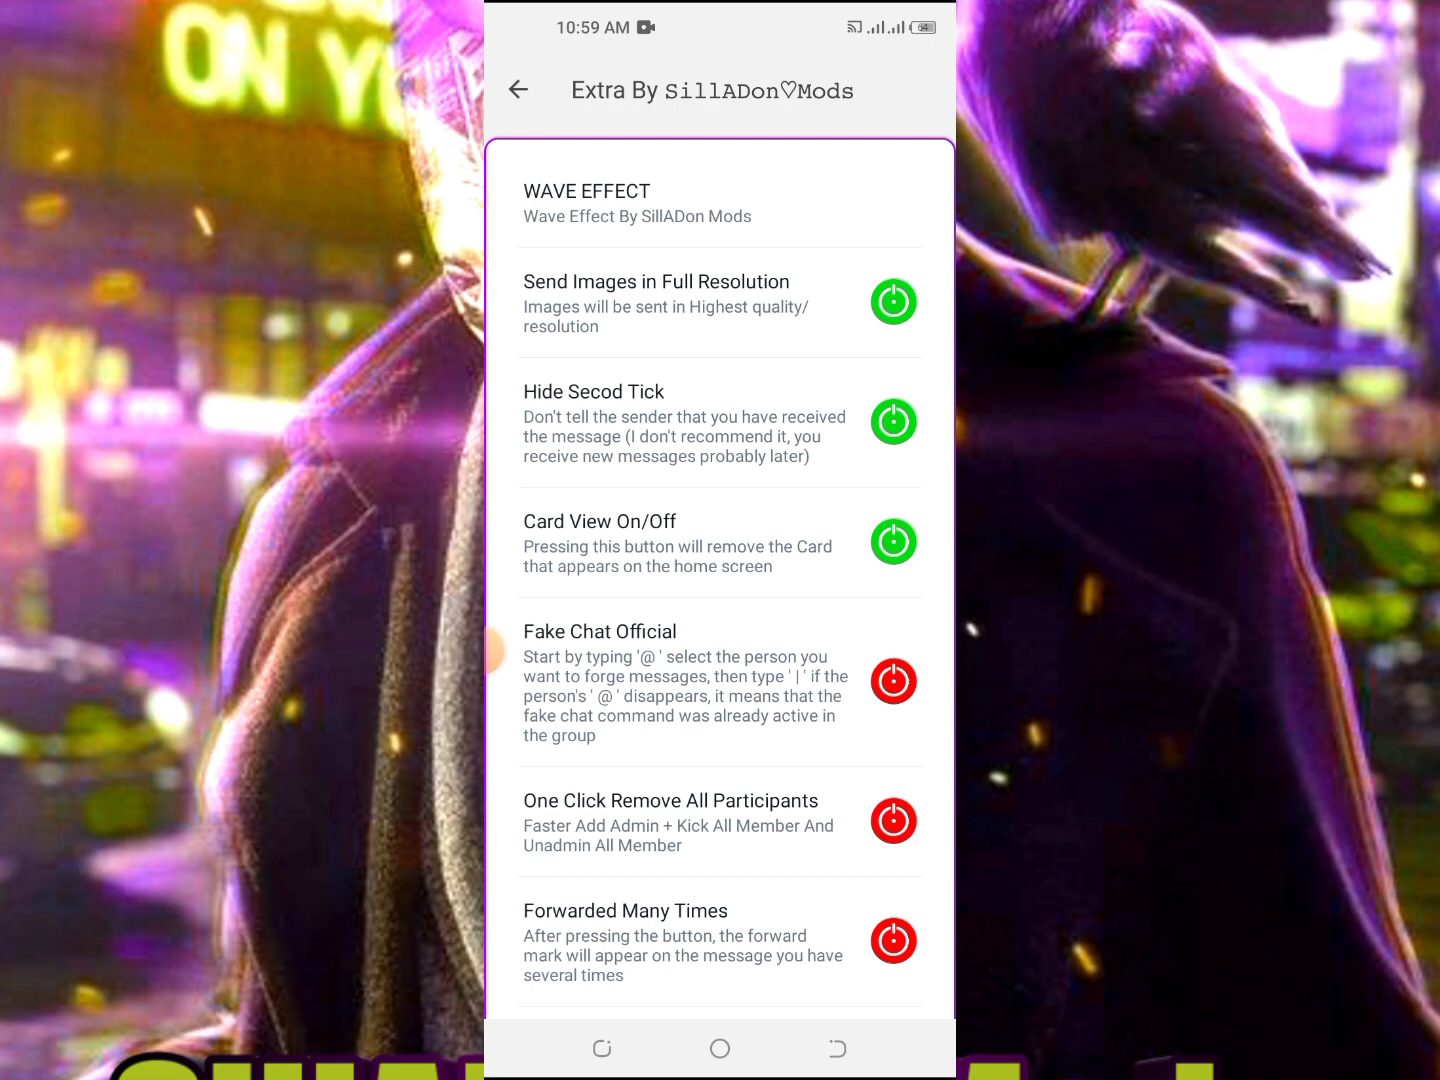 ON Y
10:59 AM
64
Extra By SillADon♡Mods
WAVE EFFECT
Wave Effect By SillADon Mods
Send Images in Full Resolution
Images will be sent in Highest quality/
resolution
Hide Secod Tick
Don't tell the sender that you have received
the message (I don't recommend it, you
receive new messages probably later)
Card View On/Off
Pressing this button will remove the Card
that appears on the home screen
Fake Chat Official
Start by typing '@ ' select the person you
want to forge messages, then type ' | ' if the
person's ' @ ' disappears, it means that the
fake chat command was already active in
the group
One Click Remove All Participants
Faster Add Admin + Kick All Member And
Unadmin All Member
Forwarded Many Times
After pressing the button, the forward
mark will appear on the message you have
several times